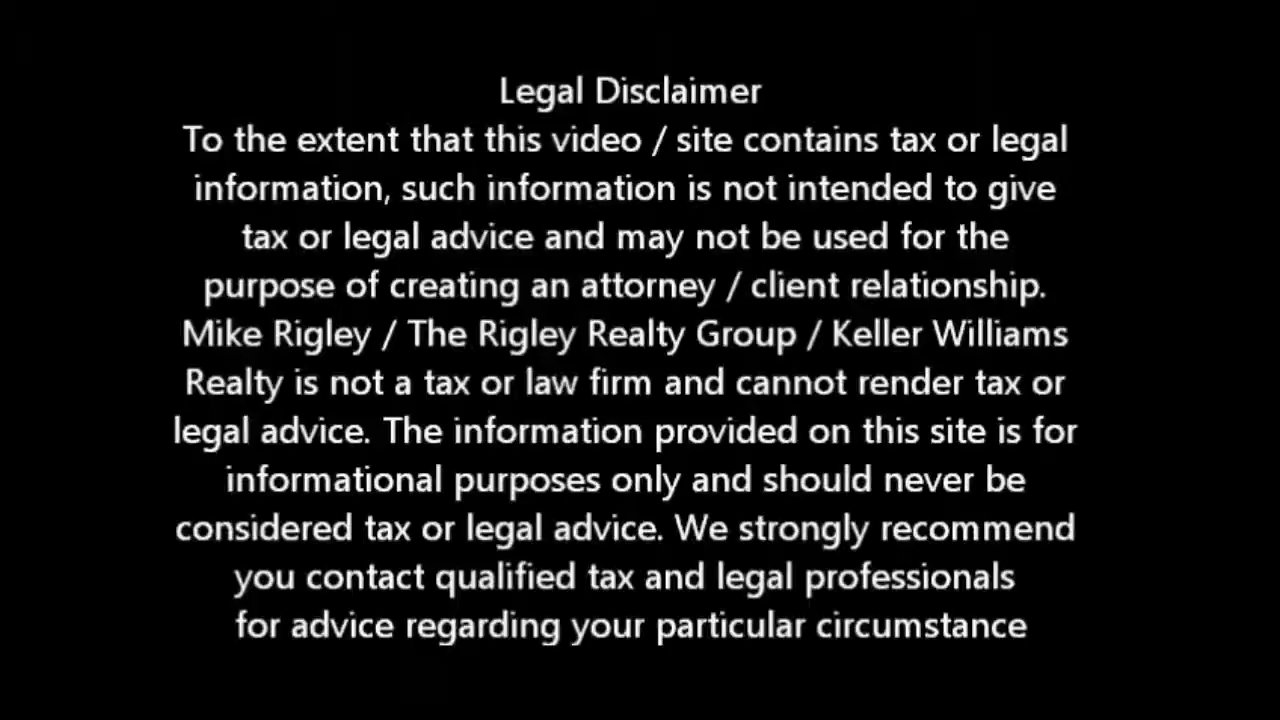 Legal Disclaimer
To the extent that this video / site contains tax or legal
information, such information is not intended to give
tax or legal advice and may not be used for the
purpose of creating an attorney / client relationship.
Mike Rigley / The Rigley Realty Group / Keller Williams
Realty is not a tax or law firm and cannot render tax or
legal advice. The information provided on this site is for
informational purposes only and should never be
considered tax or legal advice. We strongly recommend
you contact qualified tax and legal professionals
for advice regarding your particular circumstance